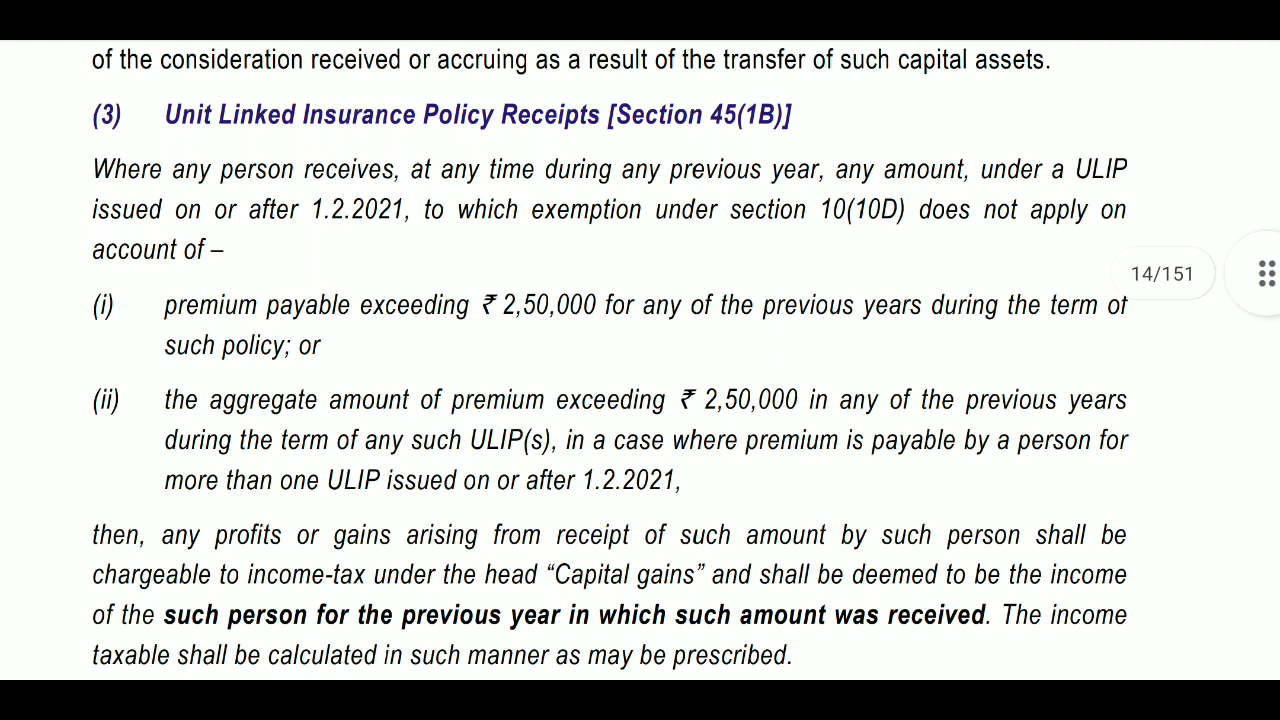 of the consideration received or accruing as a result of the transfer of such capital assets.
(3) Unit Linked Insurance Policy Receipts [Section 45(1B)]
Where any person receives, at any time during any previous year, any amount, under a ULIP
issued on or after 1.2.2021, to which exemption under section 10(10D) does not apply on
account of –
14/151
(i) premium payable exceeding ₹ 2,50,000 for any of the previous years during the term of
such policy; or
(ii) the aggregate amount of premium exceeding ₹ 2,50,000 in any of the previous years
during the term of any such ULIP(s), in a case where premium is payable by a person for
more than one ULIP issued on or after 1.2.2021,
then, any profits or gains arising from receipt of such amount by such person shall be
chargeable to income-tax under the head “Capital gains” and shall be deemed to be the income
of the such person for the previous year in which such amount was received. The income
taxable shall be calculated in such manner as may be prescribed.